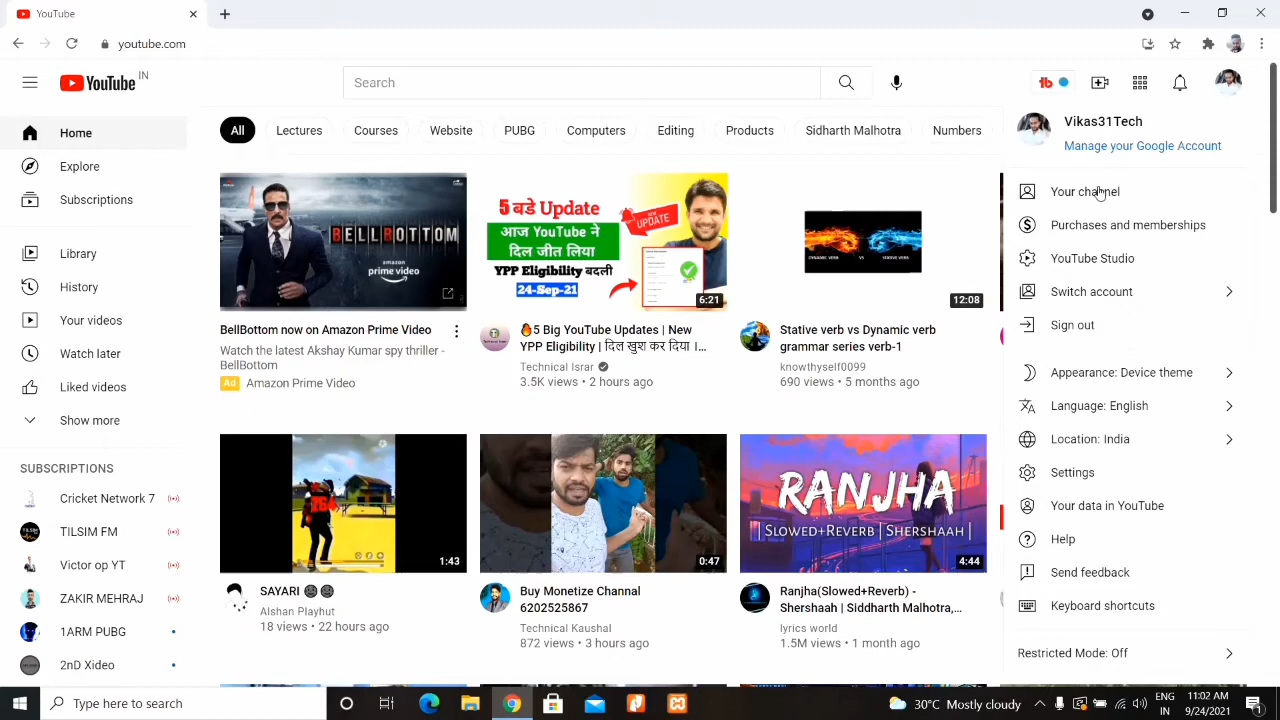 YouTube
youtube.com
YouTube IN
Search
Vikas31Tech
Manage your Google Account
Home
Explore
Subscriptions
Library
History
Your videos
Watch later
Liked videos
Show more
SUBSCRIPTIONS
Cricket Network 7
TILSIM FM
Victor op YT
ZAKIR MEHRAJ
1ARM PUBG
2nD Xideo
All Lectures Courses Website PUBG Computers Editing Products Sidharth Malhotra Numbers
BELLBOTTOM
amazon
prime video
BellBottom now on Amazon Prime Video
Watch the latest Akshay Kumar spy thriller -
BellBottom
Ad Amazon Prime Video
5 बडे Update
आज YouTube ने
दिल जीत लिया
YPP Eligibility बदली
24-Sep-21
UPDATE
6:21
🔥5 Big YouTube Updates | New
YPP Eligibility | दिल खुश कर दिया ।...
Technical Israr
3.5K views • 2 hours ago
DYNAMIC VERB VS STATIVE VERB
12:08
Stative verb vs Dynamic verb
grammar series verb-1
knowthyself0099
690 views • 5 months ago
1:43
SAYARI
Alshan Playhut
18 views • 22 hours ago
0:47
Buy Monetize Channal
6202525867
Technical Kaushal
872 views • 3 hours ago
RANJHA
| SLOWED+REVERB | SHERSHAAH |
4:44
Ranjha(Slowed+Reverb) -
Shershaah | Siddharth Malhotra,...
lyrics world
1.5M views • 1 month ago
Your channel
Purchases and memberships
YouTube Studio
Switch account
Sign out
Appearance: Device theme
Language: English
Location: India
Settings
Your data in YouTube
Help
Send feedback
Keyboard shortcuts
Restricted Mode: Off
Type here to search
30°C Mostly cloudy
ENG
IN
11:02 AM
9/24/2021